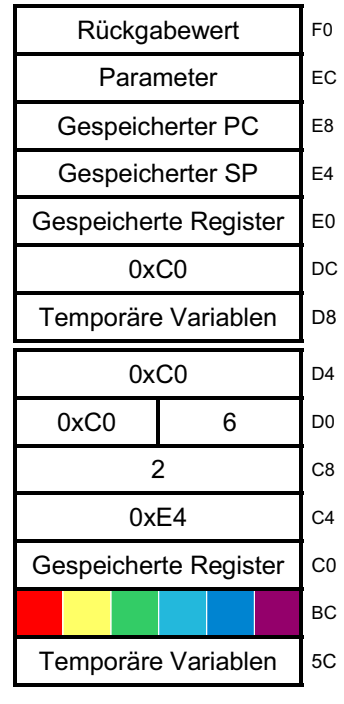 Rückgabewert F0
Parameter EC
Gespeicherter PC E8
Gespeicherter SP E4
Gespeicherte Register E0
0xC0 DC
Temporäre Variablen D8
0xC0 D4
0xC0 6 D0
2 C8
0xE4 C4
Gespeicherte Register C0
BC
Temporäre Variablen 5C